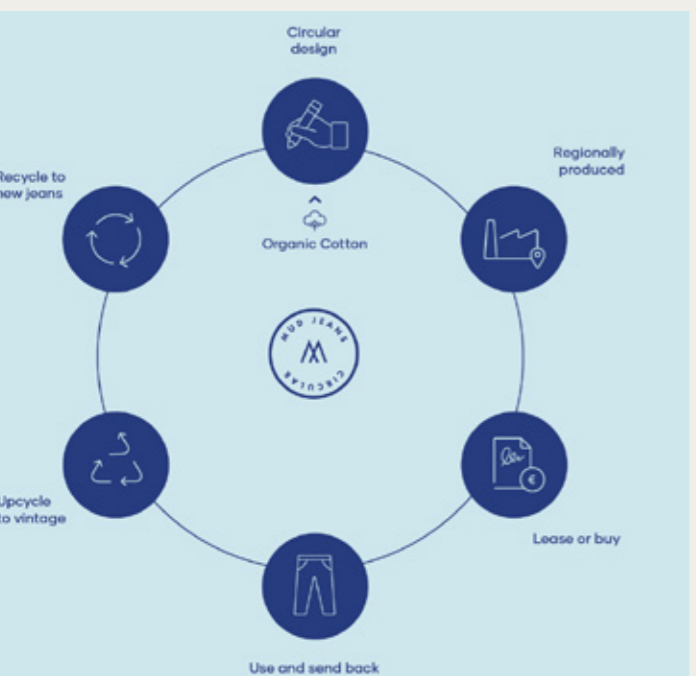 Circular
design
Regionally
produced
Recycle to
new jeans
Organic Cotton
MUD JEANS
CIRCULAR
€
Upcycle
to vintage
Lease or buy
Use and send back